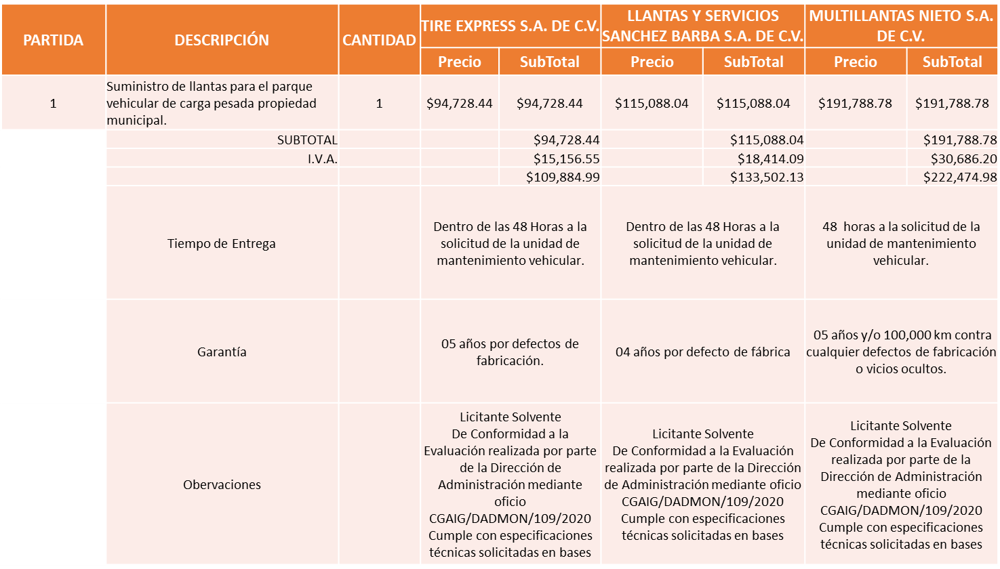 PARTIDA
DESCRIPCIÓN
CANTIDAD
TIRE EXPRESS S.A. DE C.V.
LLANTAS Y SERVICIOS
SANCHEZ BARBA S.A. DE C.V.
MULTILLANTAS NIETO S.A.
DE C.V.
Precio
SubTotal
Precio
SubTotal
Precio
SubTotal
1
Suministro de llantas para el parque
vehicular de carga pesada propiedad
municipal.
1
$94,728.44
$94,728.44
$115,088.04
$115,088.04
$191,788.78
$191,788.78
SUBTOTAL
$94,728.44
$115,088.04
$191,788.78
I.V.A.
$15,156.55
$18,414.09
$30,686.20
$109,884.99
$133,502.13
$222,474.98
Tiempo de Entrega
Dentro de las 48 Horas a la
solicitud de la unidad de
mantenimiento vehicular.
Dentro de las 48 Horas a la
solicitud de la unidad de
mantenimiento vehicular.
48 horas a la solicitud de la
unidad de mantenimiento
vehicular.
Garantía
05 años por defectos de
fabricación.
04 años por defecto de fábrica
05 años y/o 100,000 km contra
cualquier defectos de fabricación
o vicios ocultos.
Obervaciones
Licitante Solvente
De Conformidad a la
Evaluación realizada por parte
de la Dirección de
Administración mediante
oficio
CGAIG/DADMON/109/2020
Cumple con especificaciones
técnicas solicitadas en bases
Licitante Solvente
De Conformidad a la Evaluación
realizada por parte de la Dirección
de Administración mediante oficio
CGAIG/DADMON/109/2020
Cumple con especificaciones
técnicas solicitadas en bases
Licitante Solvente
De Conformidad a la Evaluación
realizada por parte de la
Dirección de Administración
mediante oficio
CGAIG/DADMON/109/2020
Cumple con especificaciones
técnicas solicitadas en bases